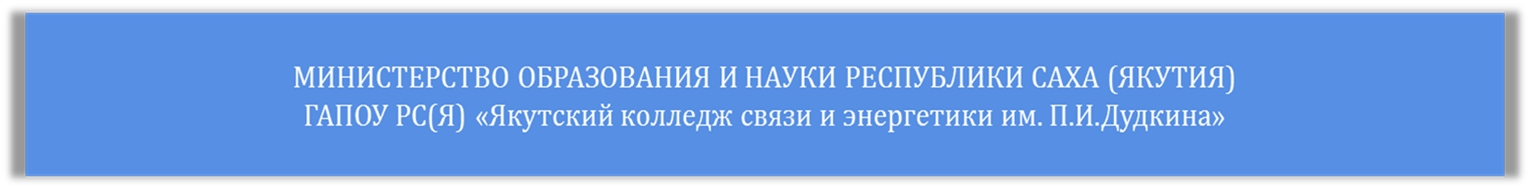 МИНИСТЕРСТВО ОБРАЗОВАНИЯ И НАУКИ РЕСПУБЛИКИ САХА (ЯКУТИЯ)
ГАПОУ РС(Я) «Якутский колледж связи и энергетики им. П.И.Дудкина»